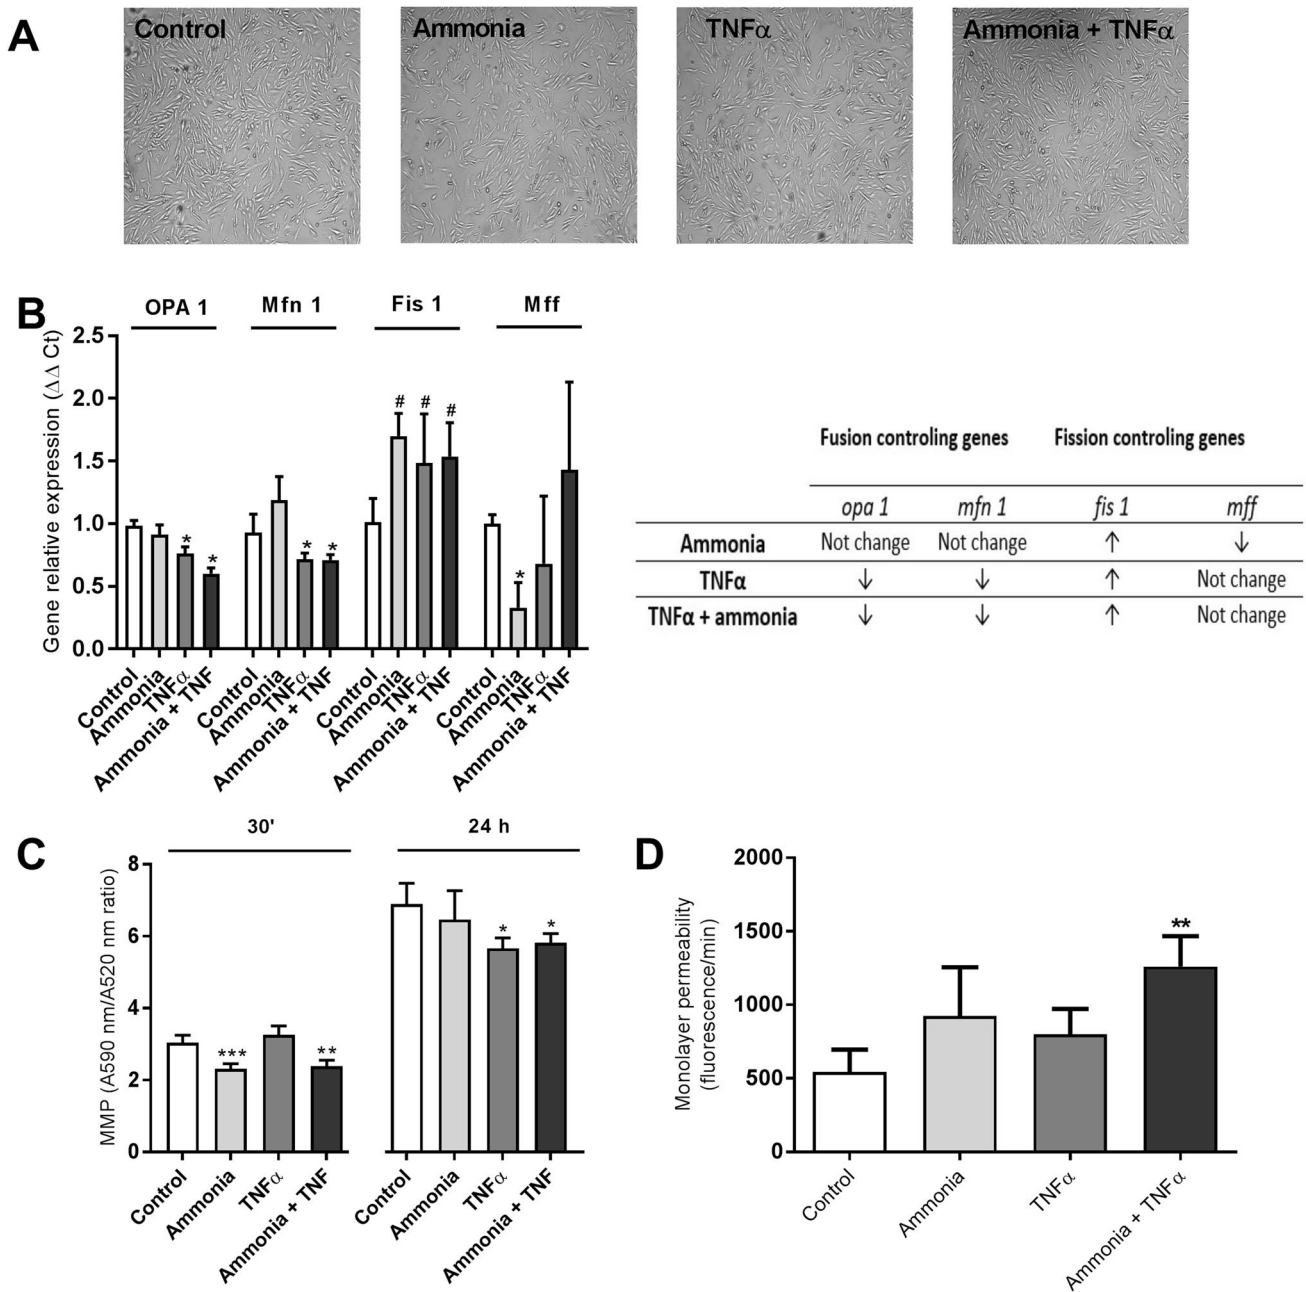 A
Control
Ammonia
TNFα
Ammonia + TNFα
B
OPA 1
Mfn 1
Fis 1
Mff
Gene relative expression (Δ Δ Ct)
2.5
2.0
1.5
1.0
0.5
0.0
* *
* *
# # #
*
Control
Ammonia
TNFα
Ammonia + TNF
Control
Ammonia
TNFα
Ammonia + TNF
Control
Ammonia
TNFα
Ammonia + TNF
Control
Ammonia
TNFα
Ammonia + TNF
Fusion controling genes Fission controling genes
opa 1 mfn 1 fis 1 mff
Ammonia Not change Not change ↑ ↓
TNFα ↓ ↓ ↑ Not change
TNFα + ammonia ↓ ↓ ↑ Not change
C
30'
24 h
MMP (A590 nm/A520 nm ratio)
8
6
4
2
0
*** **
* *
Control
Ammonia
TNFα
Ammonia + TNF
Control
Ammonia
TNFα
Ammonia + TNF
D
Monolayer permeability
(fluorescence/min)
2000
1500
1000
500
0
**
Control
Ammonia
TNFα
Ammonia + TNFα